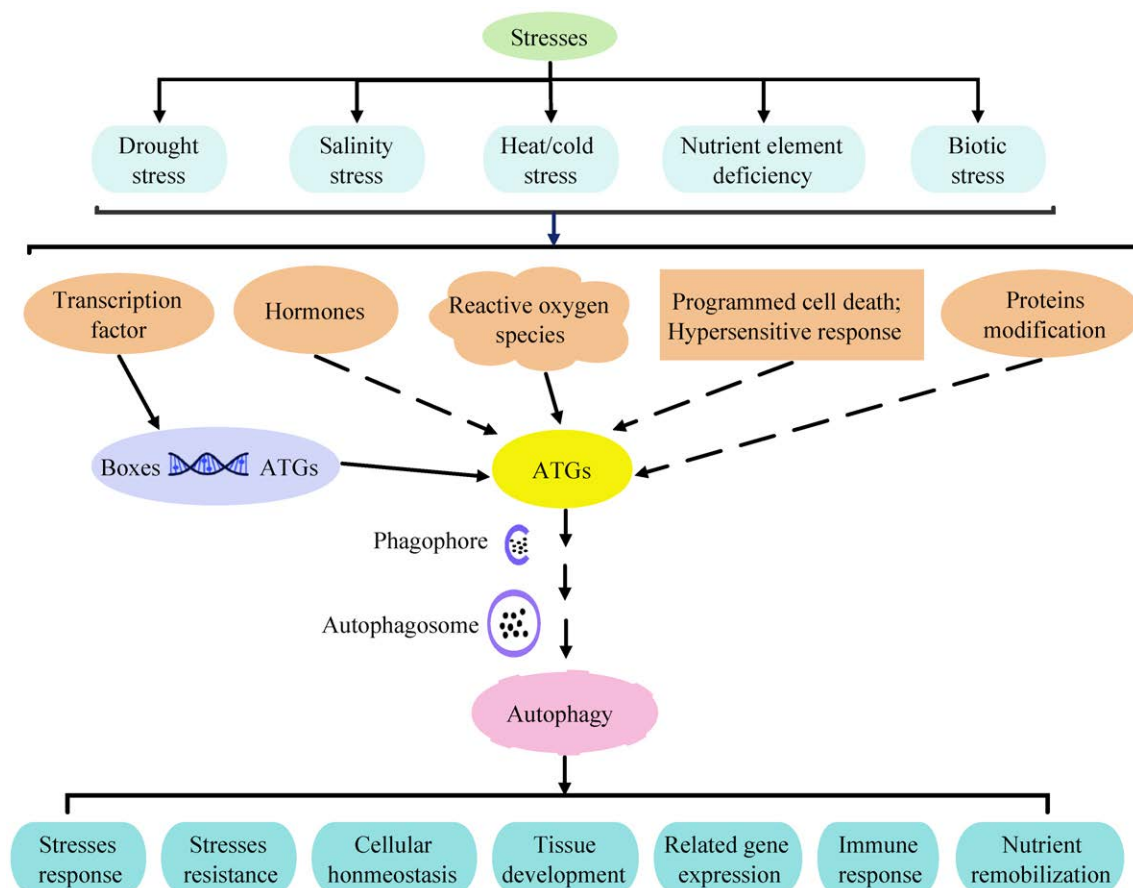 Stresses
Drought
stress
Salinity
stress
Heat/cold
stress
Nutrient element
deficiency
Biotic
stress
Transcription
factor
Hormones
Reactive oxygen
species
Programmed cell death;
Hypersensitive response
Proteins
modification
Boxes ATGs
ATGs
Phagophore
Autophagosome
Autophagy
Stresses
response
Stresses
resistance
Cellular
honmeostasis
Tissue
development
Related gene
expression
Immune
response
Nutrient
remobilization